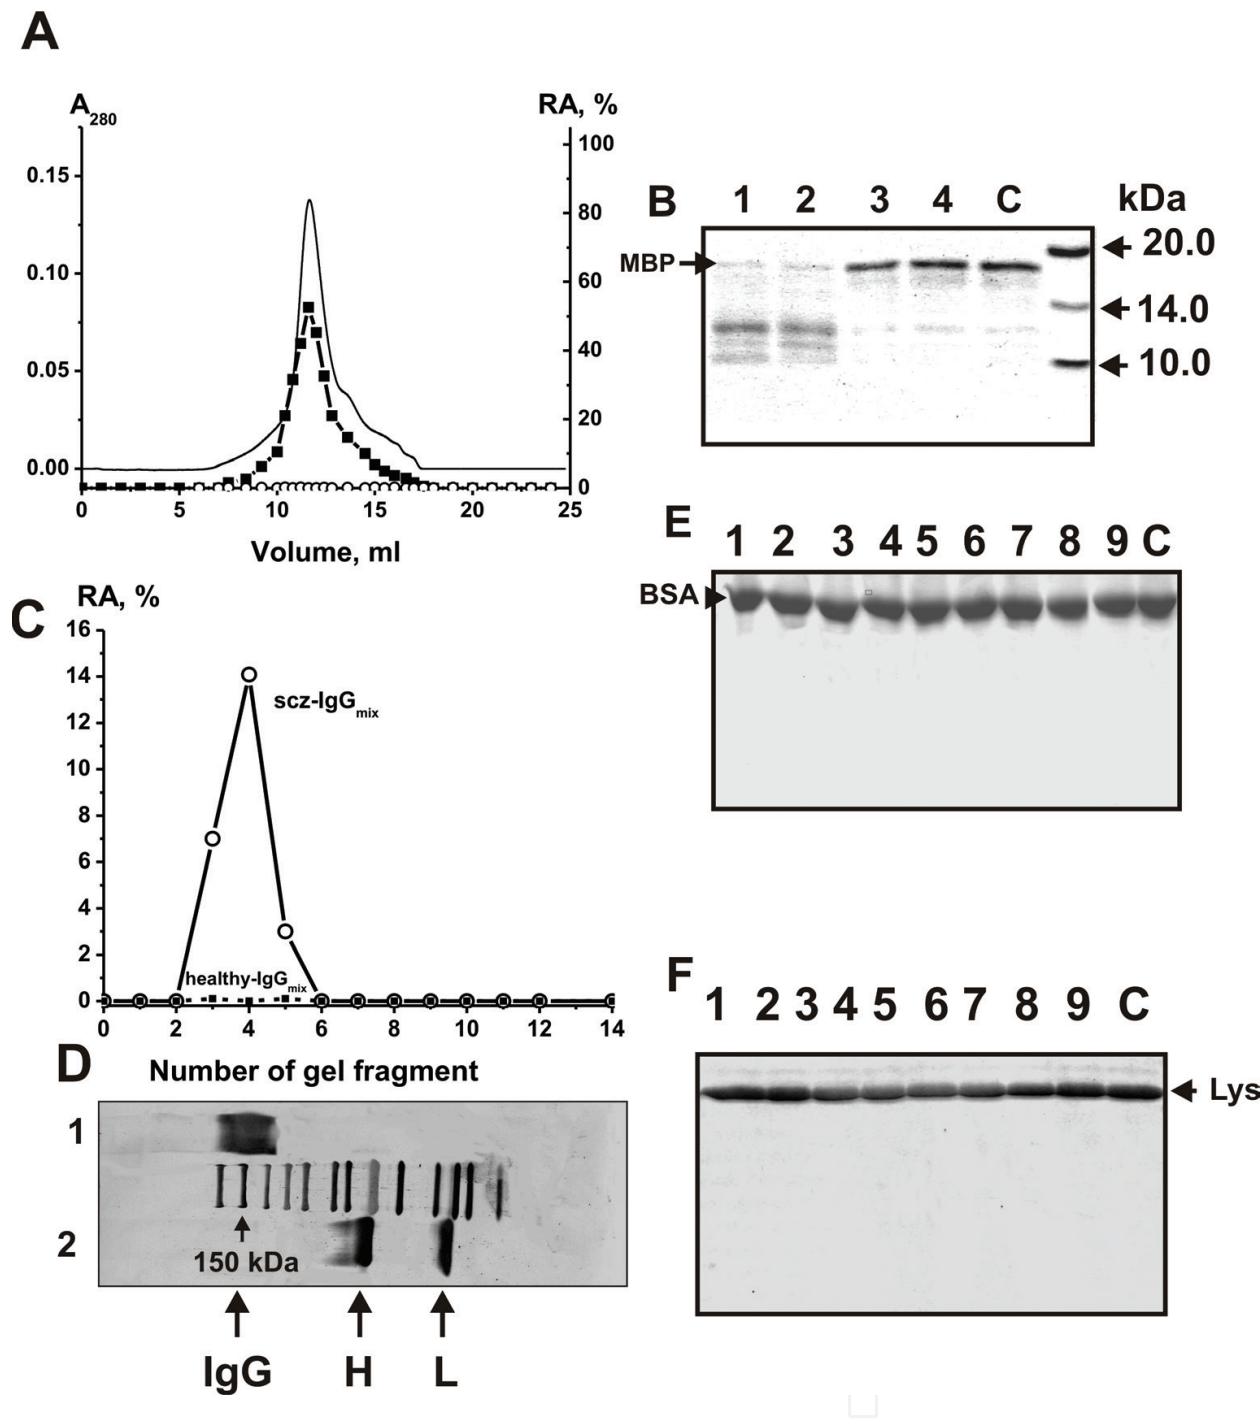 A
A280 RA, %
0.15
0.10
0.05
0.00
100
80
60
40
20
0
0 5 10 15 20 25
Volume, ml
B 1 2 3 4 C kDa
MBP
20.0
14.0
10.0
C
RA, %
16
14
12
10
8
6
4
2
0
scz-IgGmix
healthy-IgGmix
0 2 4 6 8 10 12 14
Number of gel fragment
D
1
2
150 kDa
IgG H L
E
1 2 3 4 5 6 7 8 9 C
BSA
F
1 2 3 4 5 6 7 8 9 C
Lys